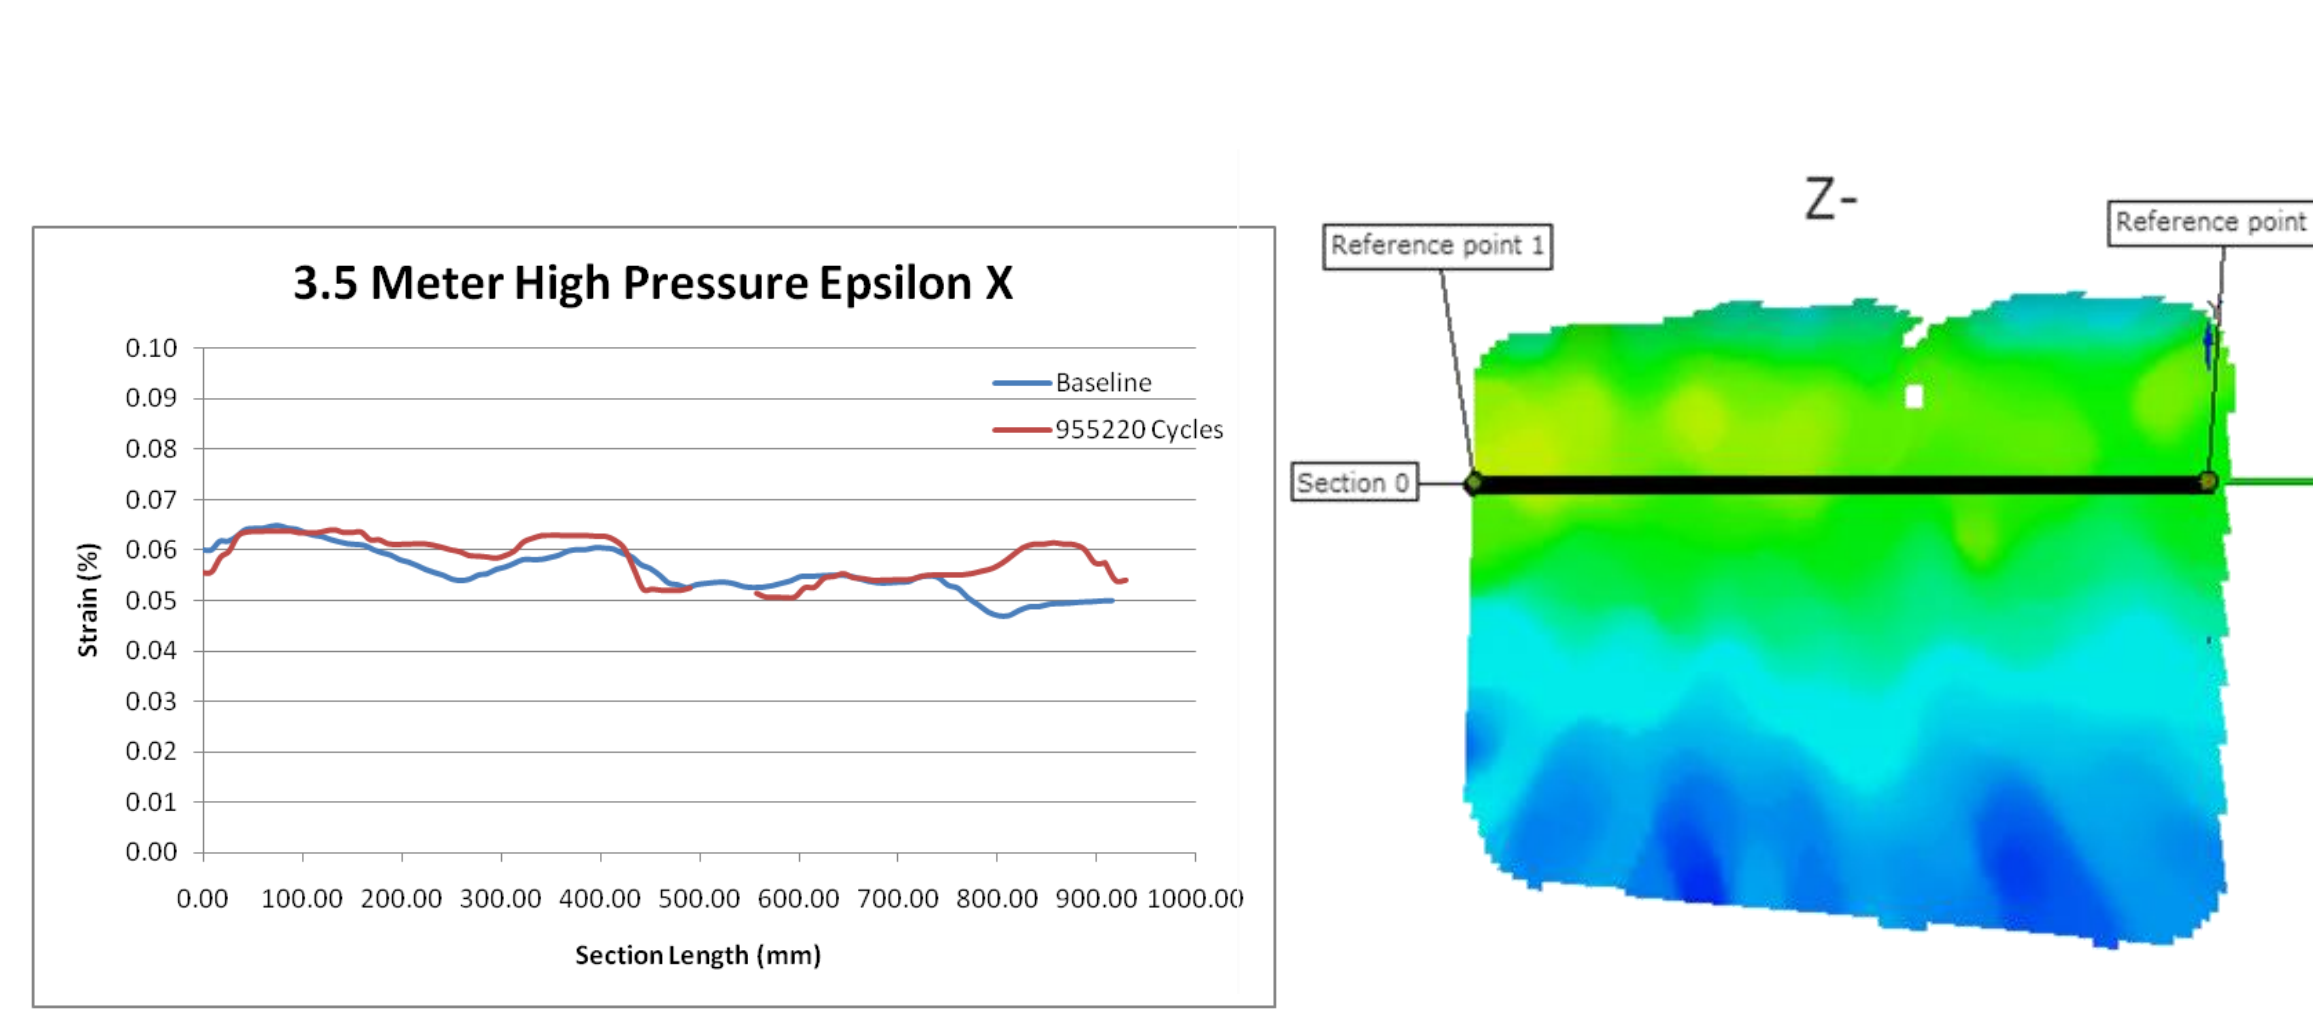 3.5 Meter High Pressure Epsilon X
0.10
0.09
0.08
0.07
0.06
0.05
0.04
0.03
0.02
0.01
0.00
Strain (%)
Baseline
955220 Cycles
0.00 100.00 200.00 300.00 400.00 500.00 600.00 700.00 800.00 900.00 1000.00
Section Length (mm)
Z-
Reference point 1
Reference point
Section 0
Y